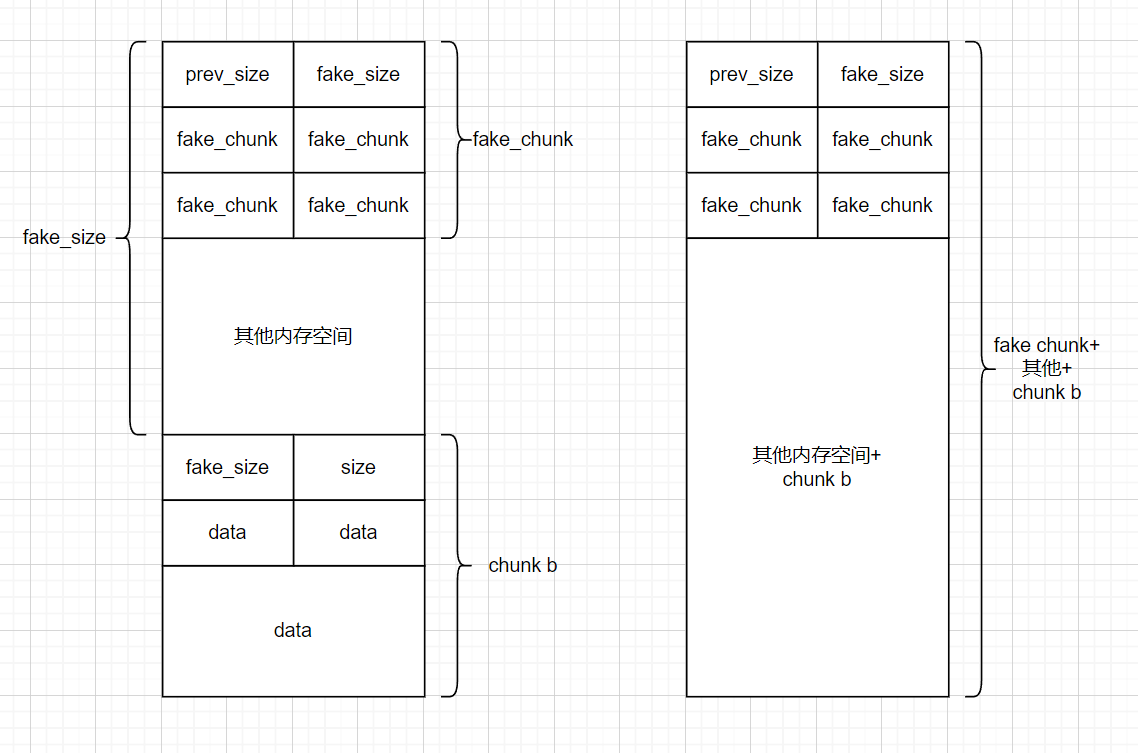 prev_size fake_size
fake_chunk fake_chunk
fake_chunk fake_chunk
fake_chunk
fake_size
其他内存空间
fake_size size
data data
data
chunk b
prev_size fake_size
fake_chunk fake_chunk
fake_chunk fake_chunk
其他内存空间+
chunk b
fake chunk+
其他+
chunk b